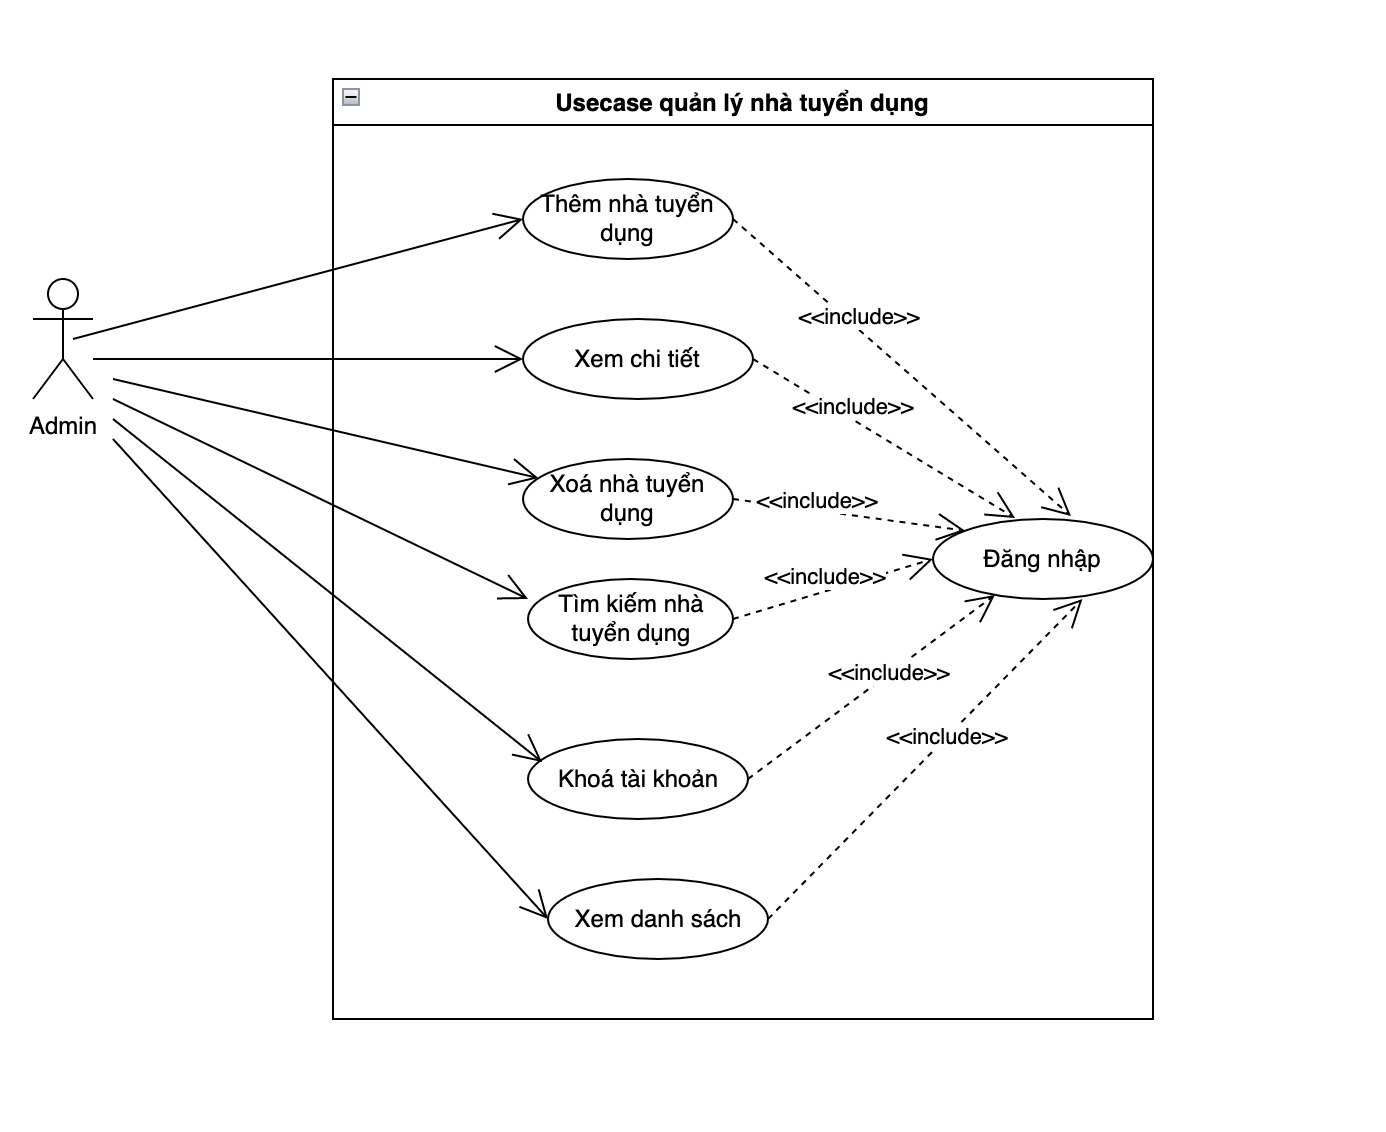 Usecase quản lý nhà tuyển dụng
Thêm nhà tuyển
dụng
<<include>>
Xem chi tiết
<<include>>
Admin
Xoá nhà tuyển
dụng
<<include>>
Đăng nhập
<<include>>
Tìm kiếm nhà
tuyển dụng
<<include>>
<<include>>
Khoá tài khoản
Xem danh sách